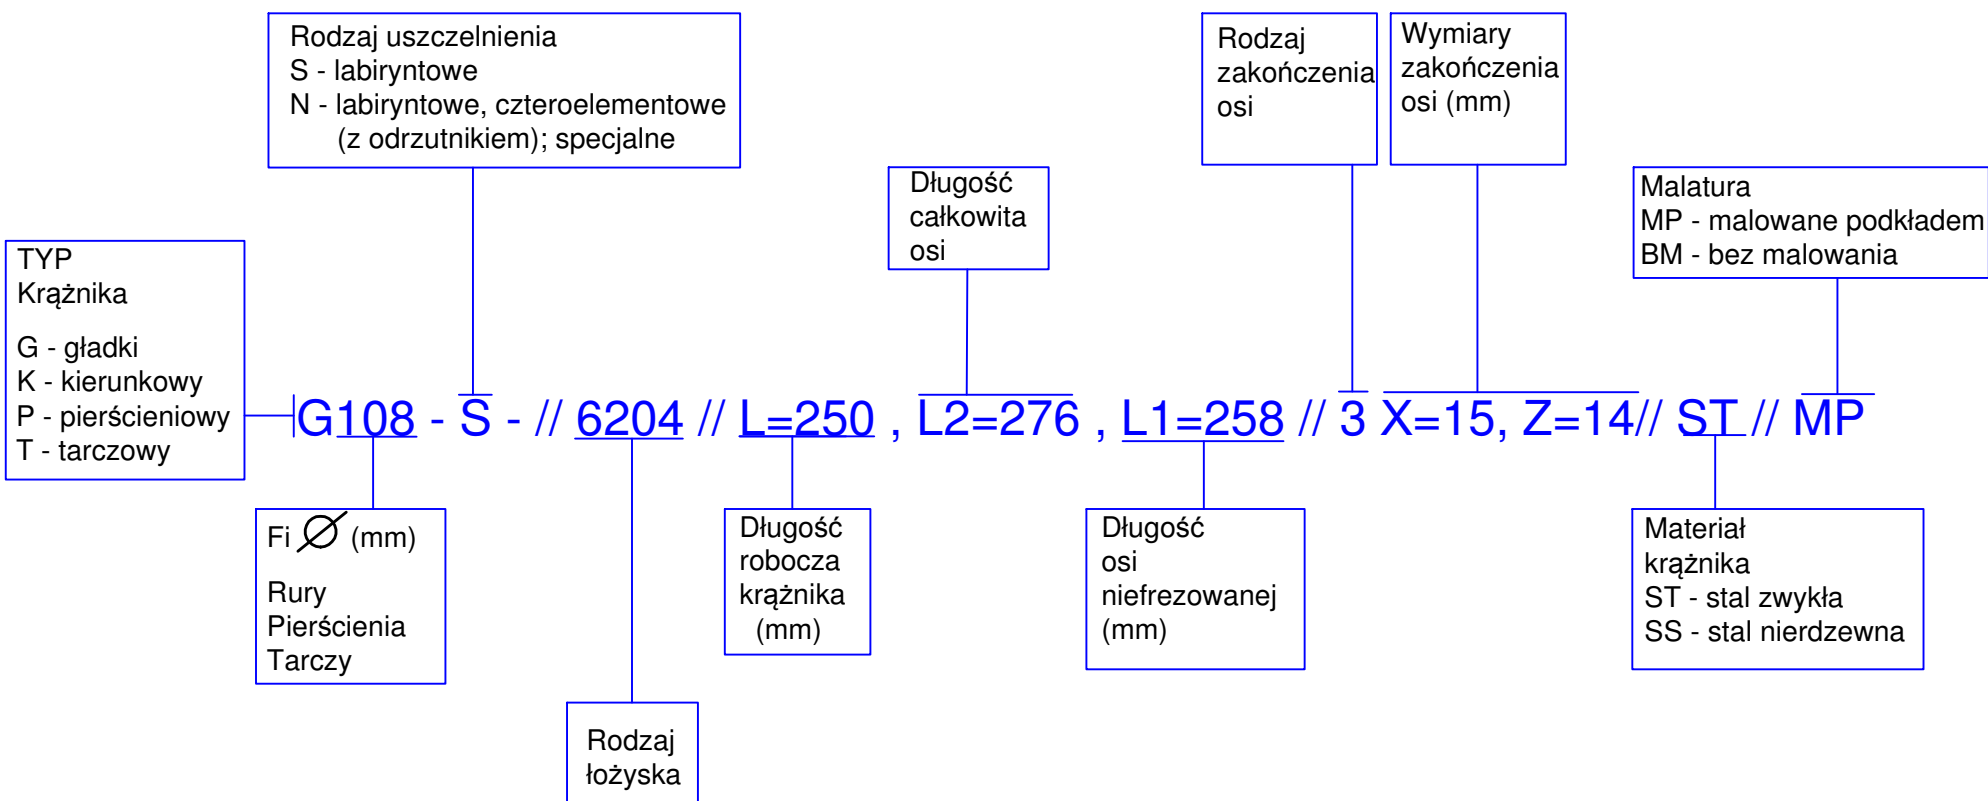 Rodzaj uszczelnienia
S - labiryntowe
N - labiryntowe, czteroelementowe
(z odrzutnikiem); specjalne
Rodzaj
zakończenia
osi
Wymiary
zakończenia
osi (mm)
Długość
całkowita
osi
Malatura
MP - malowane podkładem
BM - bez malowania
TYP
Krążnika
G - gładki
K - kierunkowy
P - pierścieniowy
T - tarczowy
G108 - S - // 6204 // L=250 , L2=276 , L1=258 // 3 X=15, Z=14// ST // MP
Fi Ø (mm)
Rury
Pierścienia
Tarczy
Długość
robocza
krążnika
(mm)
Długość
osi
niefrezowanej
(mm)
Materiał
krążnika
ST - stal zwykła
SS - stal nierdzewna
Rodzaj
łożyska